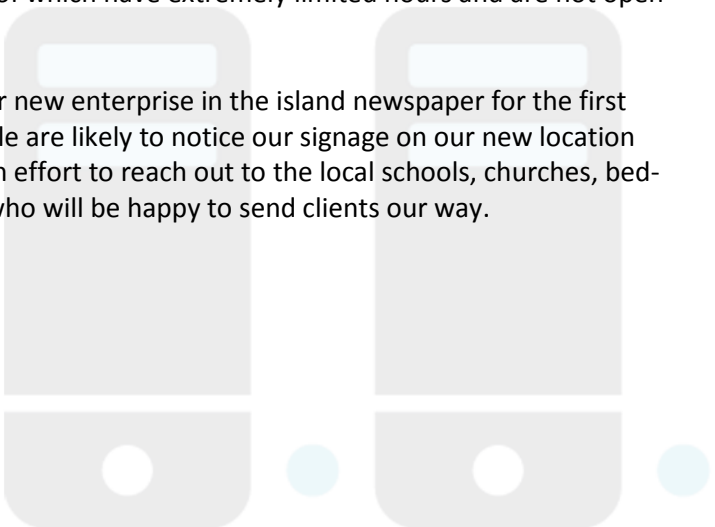 of which have extremely limited hours and are not open
r new enterprise in the island newspaper for the first
le are likely to notice our signage on our new location
n effort to reach out to the local schools, churches, bed-
who will be happy to send clients our way.